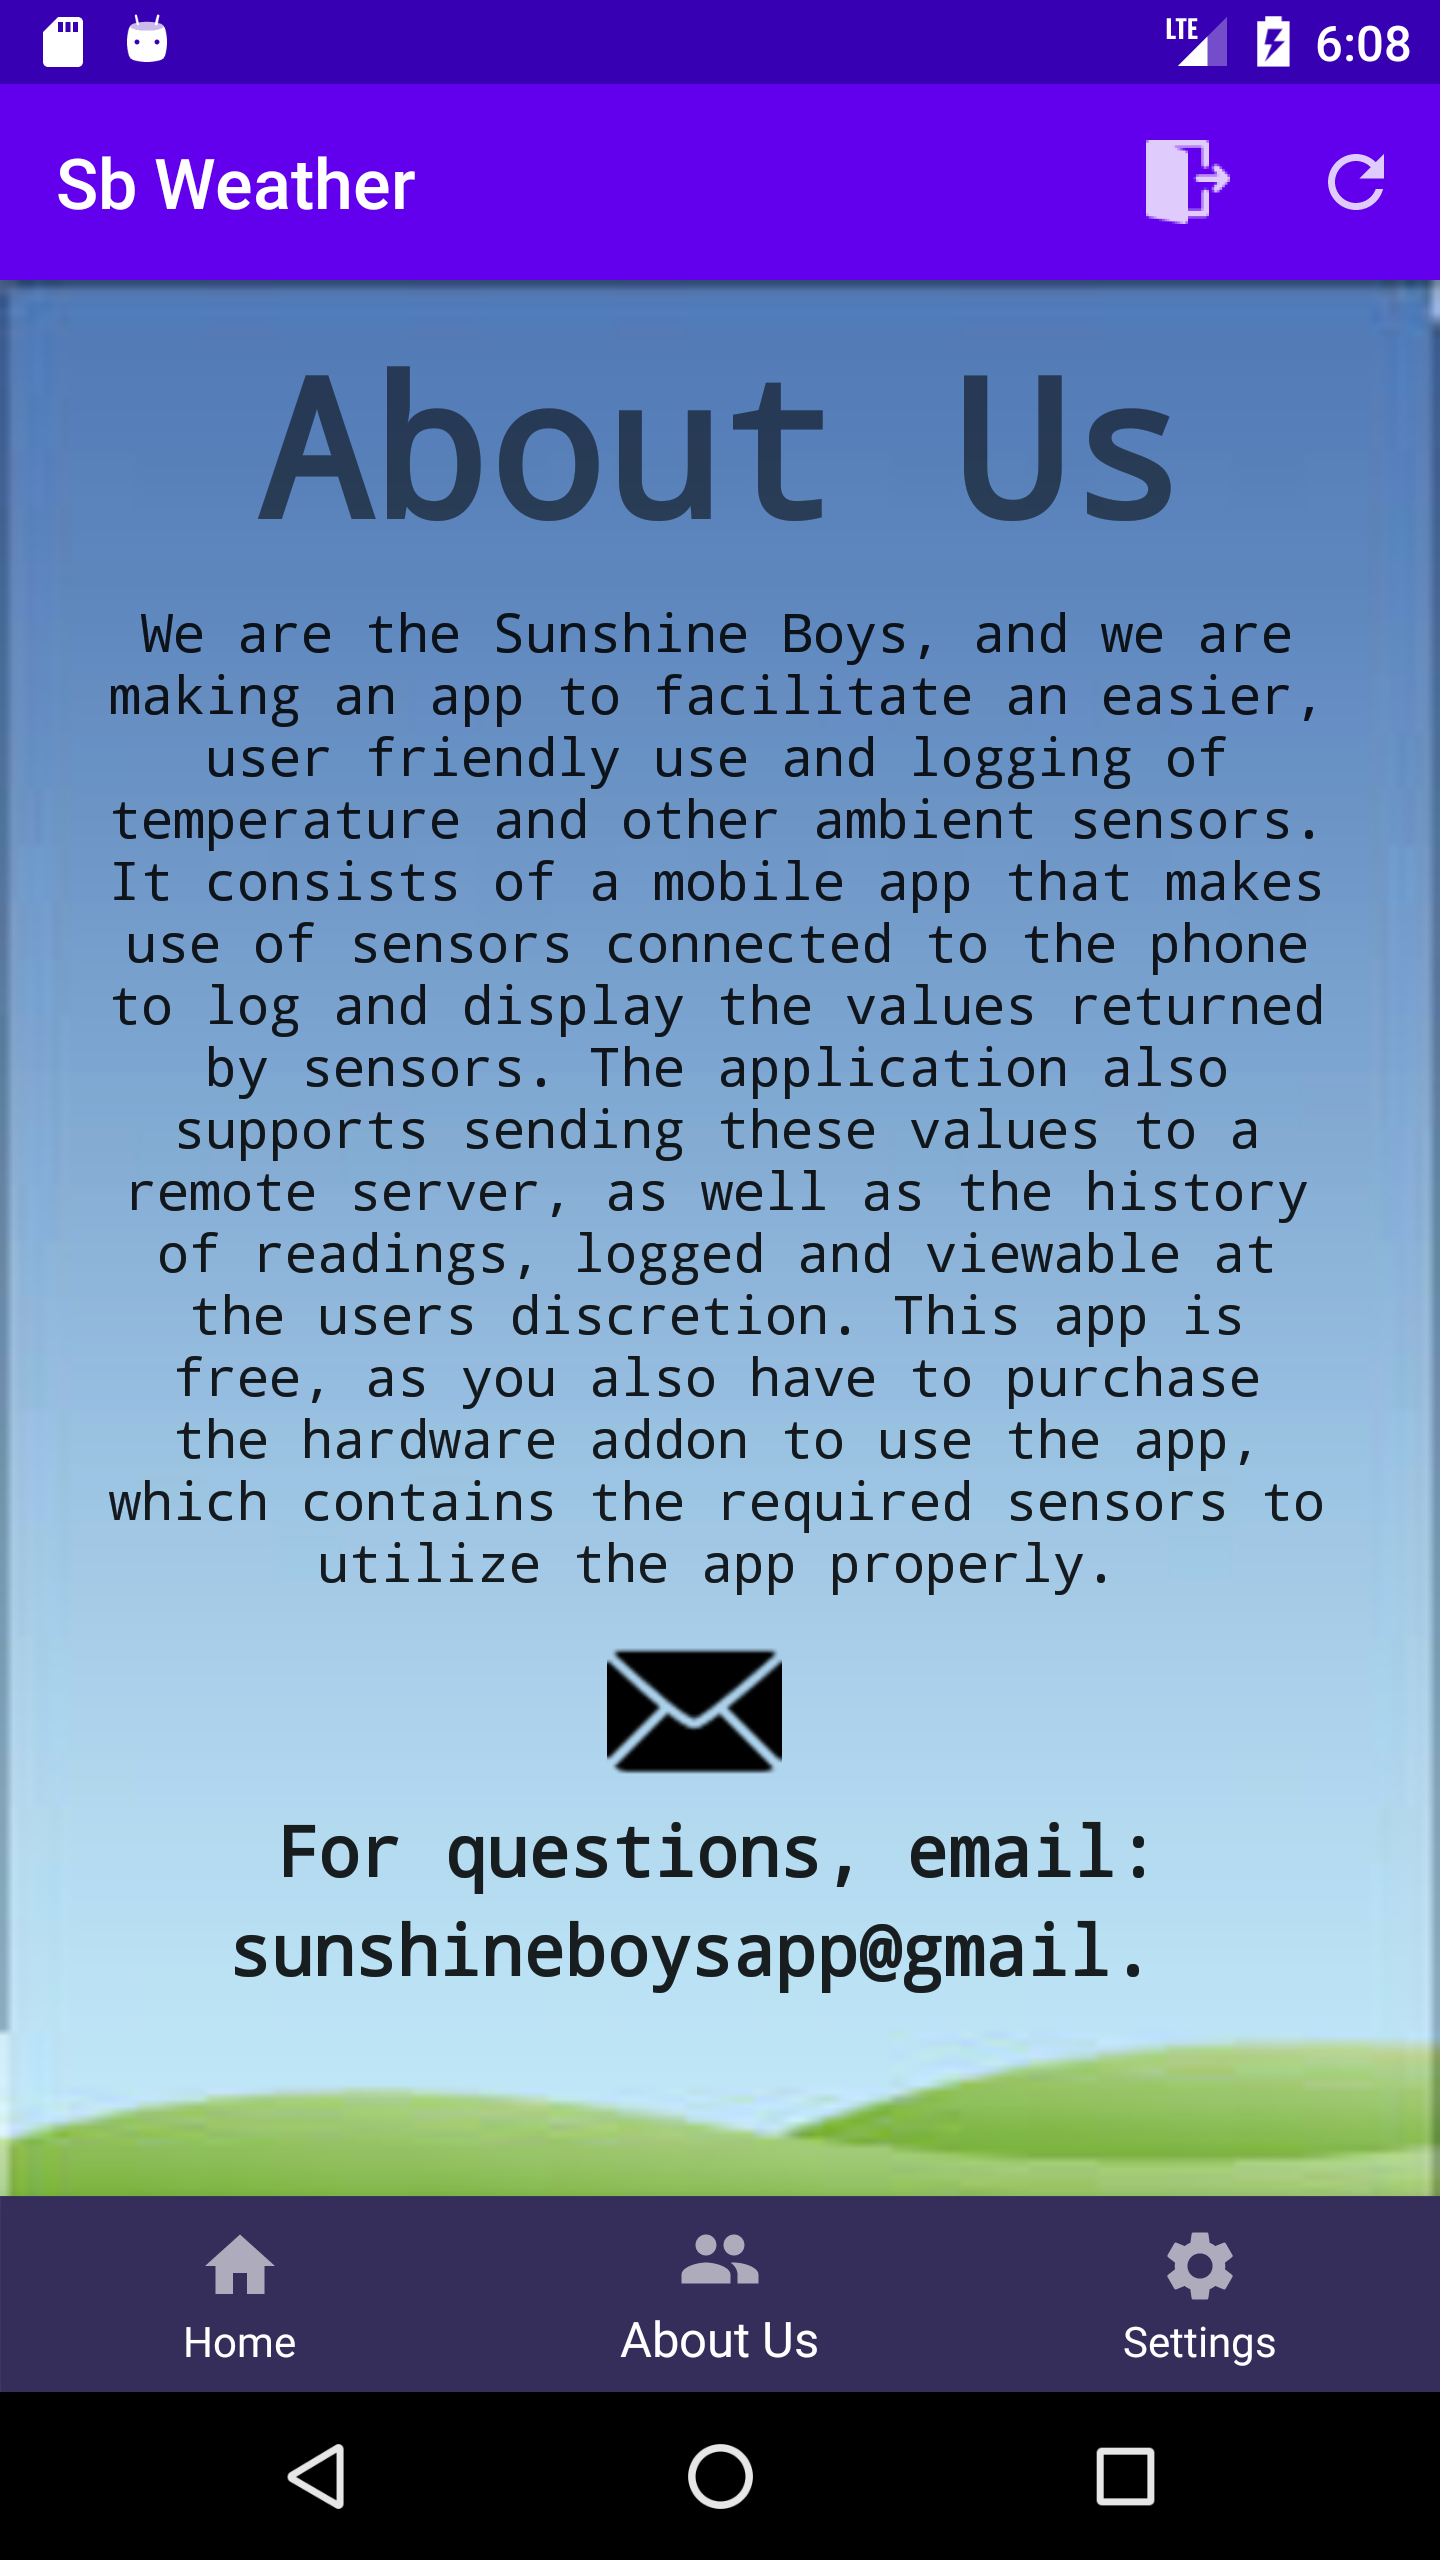 LTE 6:08
Sb Weather
About Us
We are the Sunshine Boys, and we are
making an app to facilitate an easier,
user friendly use and logging of
temperature and other ambient sensors.
It consists of a mobile app that makes
use of sensors connected to the phone
to log and display the values returned
by sensors. The application also
supports sending these values to a
remote server, as well as the history
of readings, logged and viewable at
the users discretion. This app is
free, as you also have to purchase
the hardware addon to use the app,
which contains the required sensors to
utilize the app properly.
For questions, email:
sunshineboysapp@gmail.
Home About Us Settings